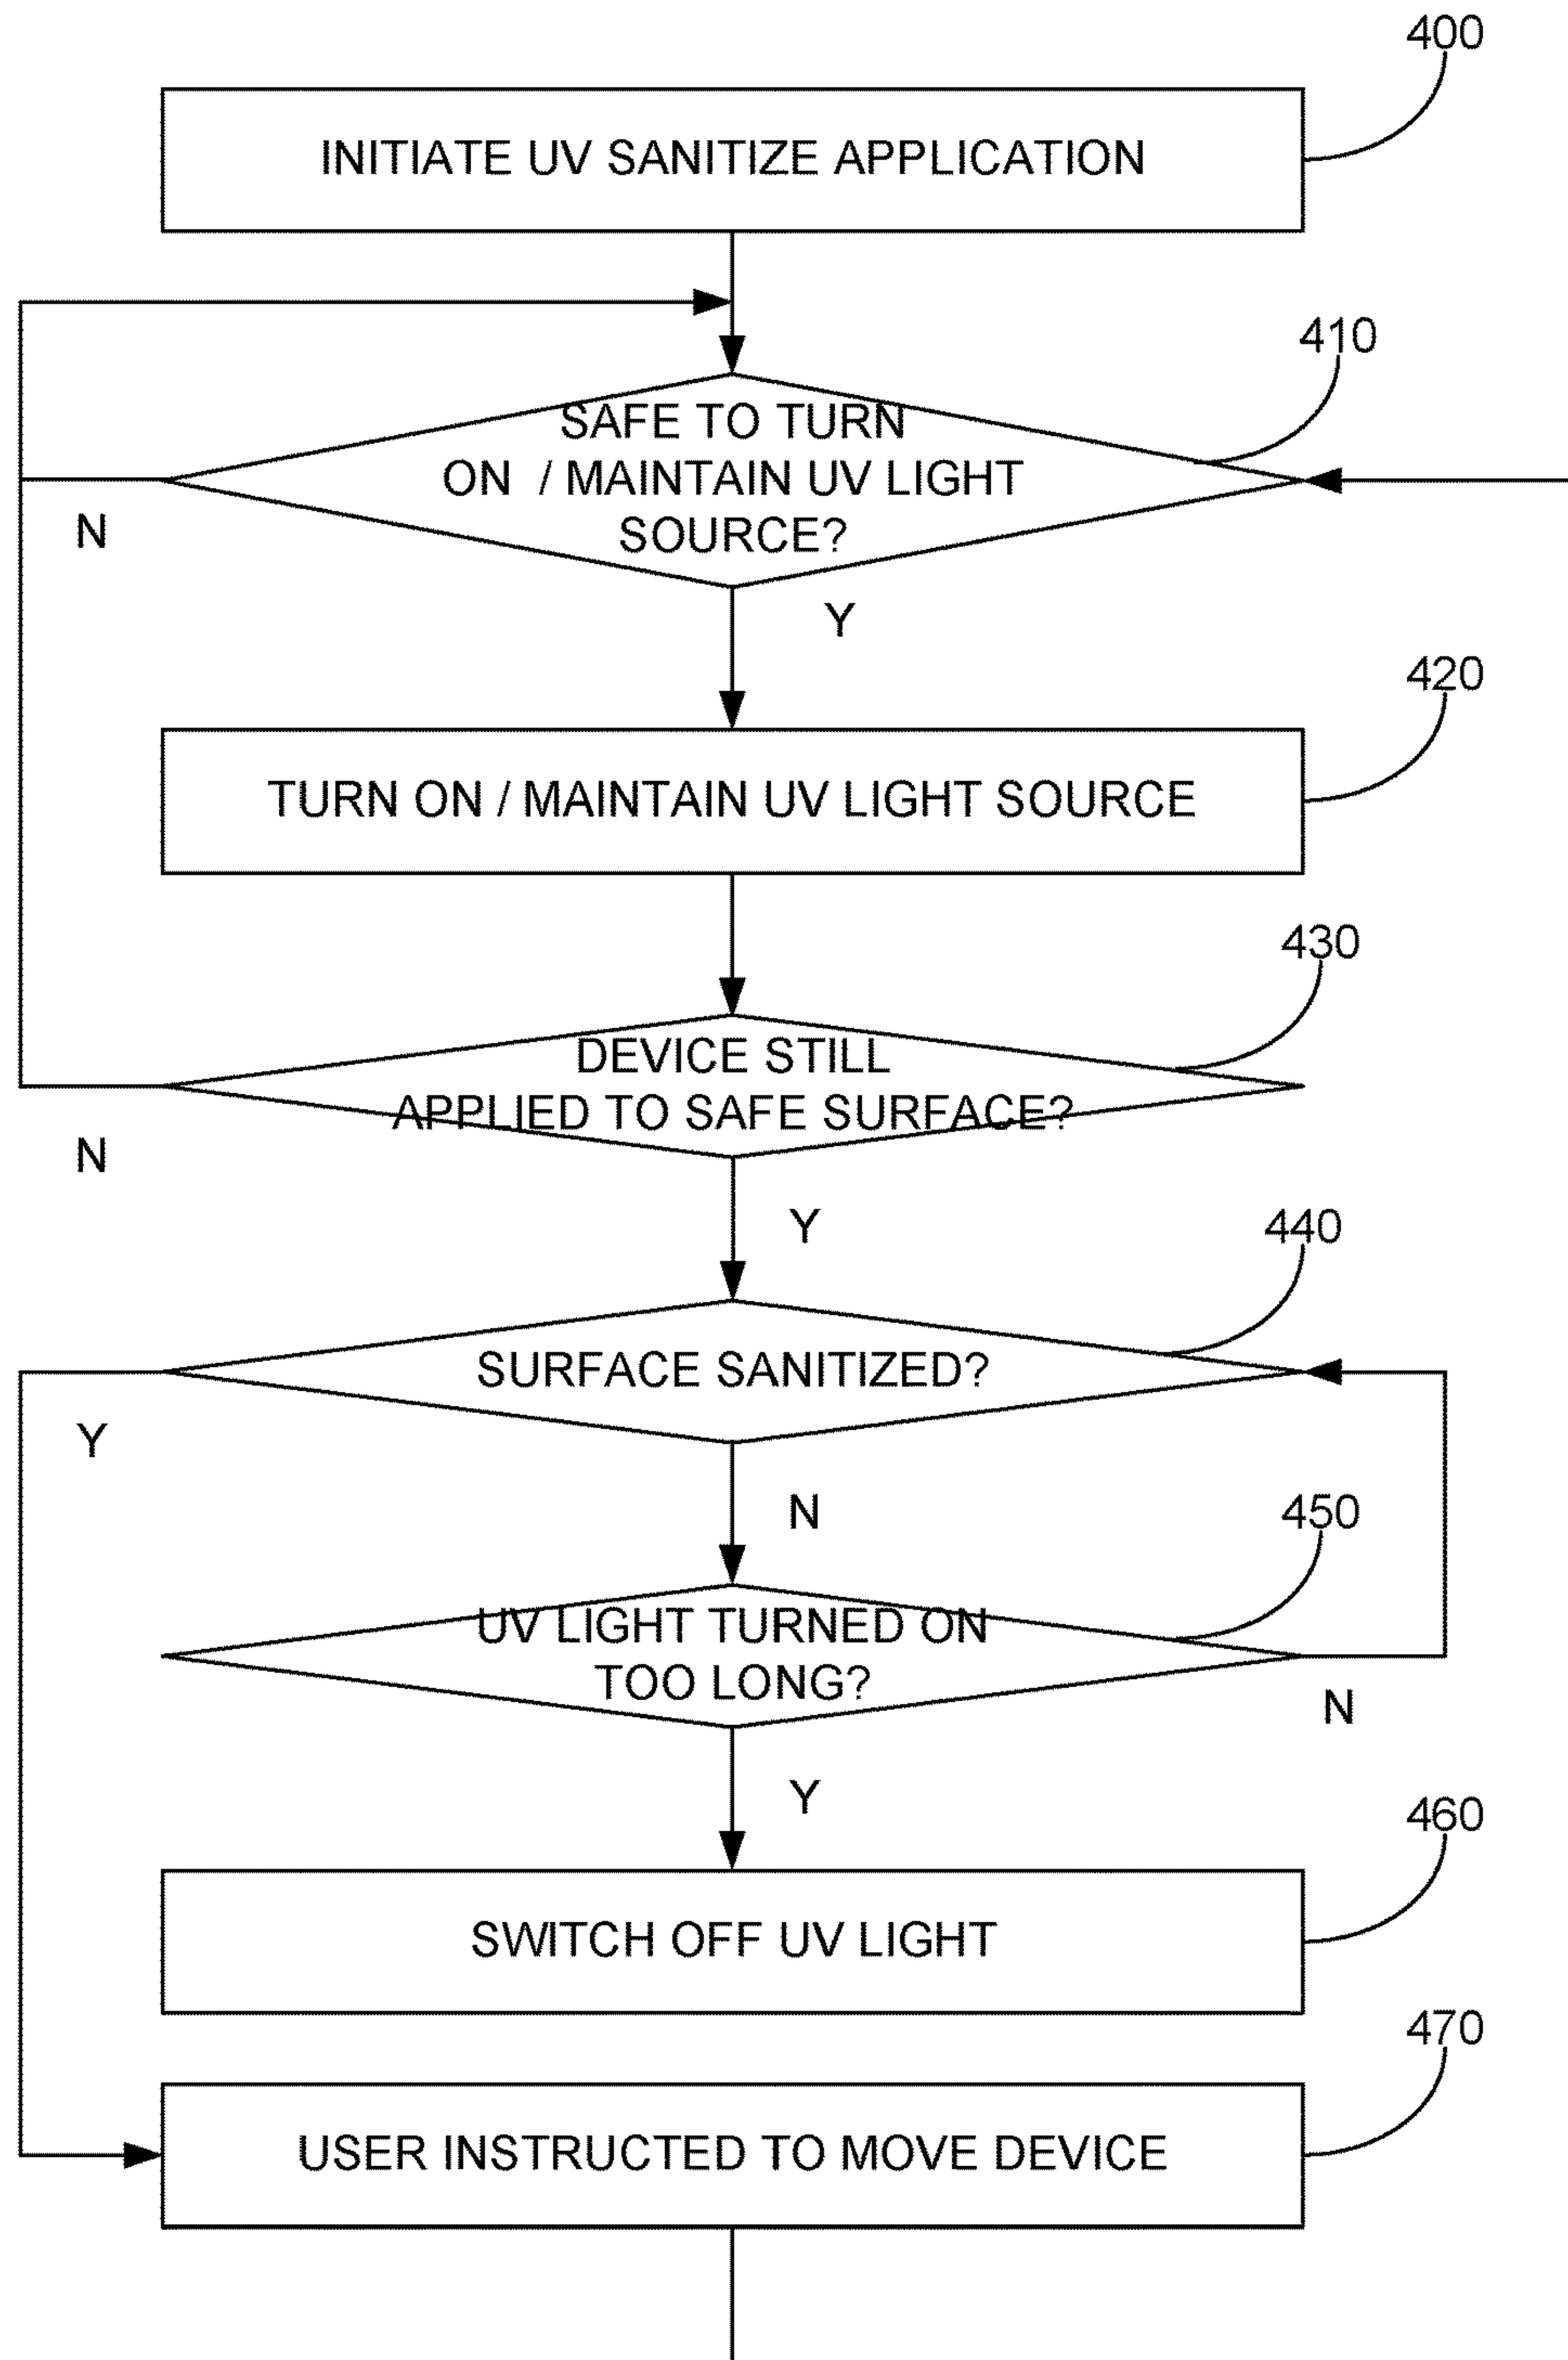 400
INITIATE UV SANITIZE APPLICATION
410
SAFE TO TURN
ON / MAINTAIN UV LIGHT
SOURCE?
N
Y
420
TURN ON / MAINTAIN UV LIGHT SOURCE
430
DEVICE STILL
APPLIED TO SAFE SURFACE?
N
Y
440
SURFACE SANITIZED?
Y
N
450
UV LIGHT TURNED ON
TOO LONG?
N
Y
460
SWITCH OFF UV LIGHT
470
USER INSTRUCTED TO MOVE DEVICE